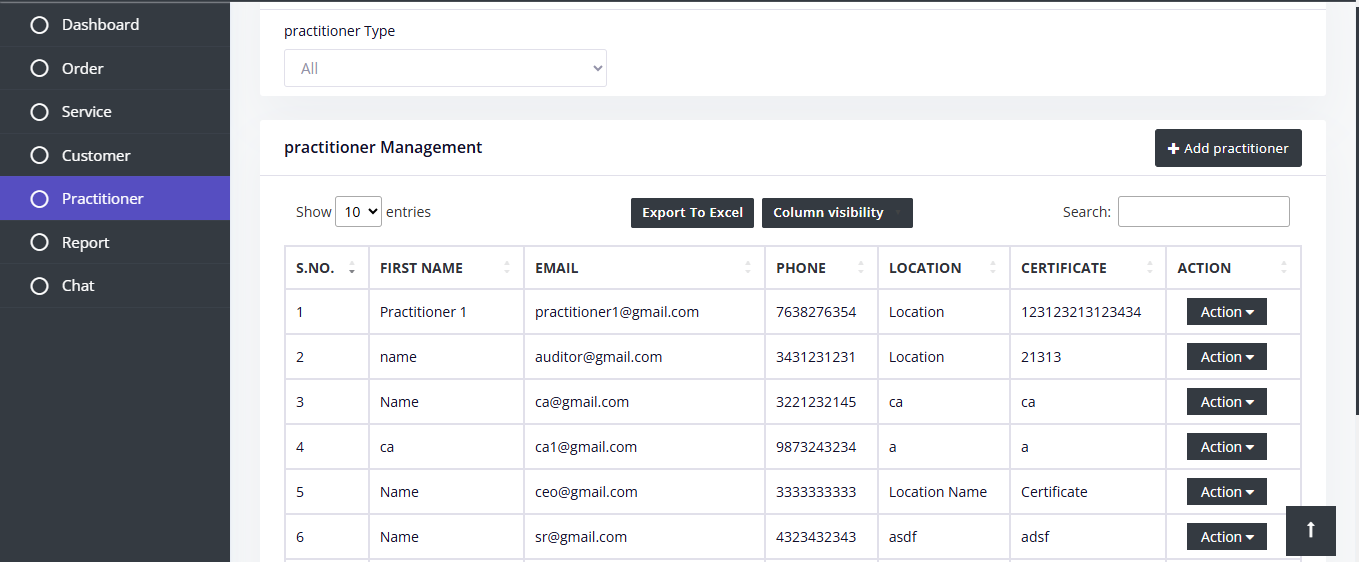 Dashboard
Order
Service
Customer
Practitioner
Report
Chat
practitioner Type
All
practitioner Management
Add practitioner
Show 10 entries
Export To Excel
Column visibility
Search:
S.NO. FIRST NAME EMAIL PHONE LOCATION CERTIFICATE ACTION
1 Practitioner 1 practitioner1@gmail.com 7638276354 Location 123123213123434 Action
2 name auditor@gmail.com 3431231231 Location 21313 Action
3 Name ca@gmail.com 3221232145 ca ca Action
4 ca ca1@gmail.com 9873243234 a a Action
5 Name ceo@gmail.com 3333333333 Location Name Certificate Action
6 Name sr@gmail.com 4323432343 asdf adsf Action